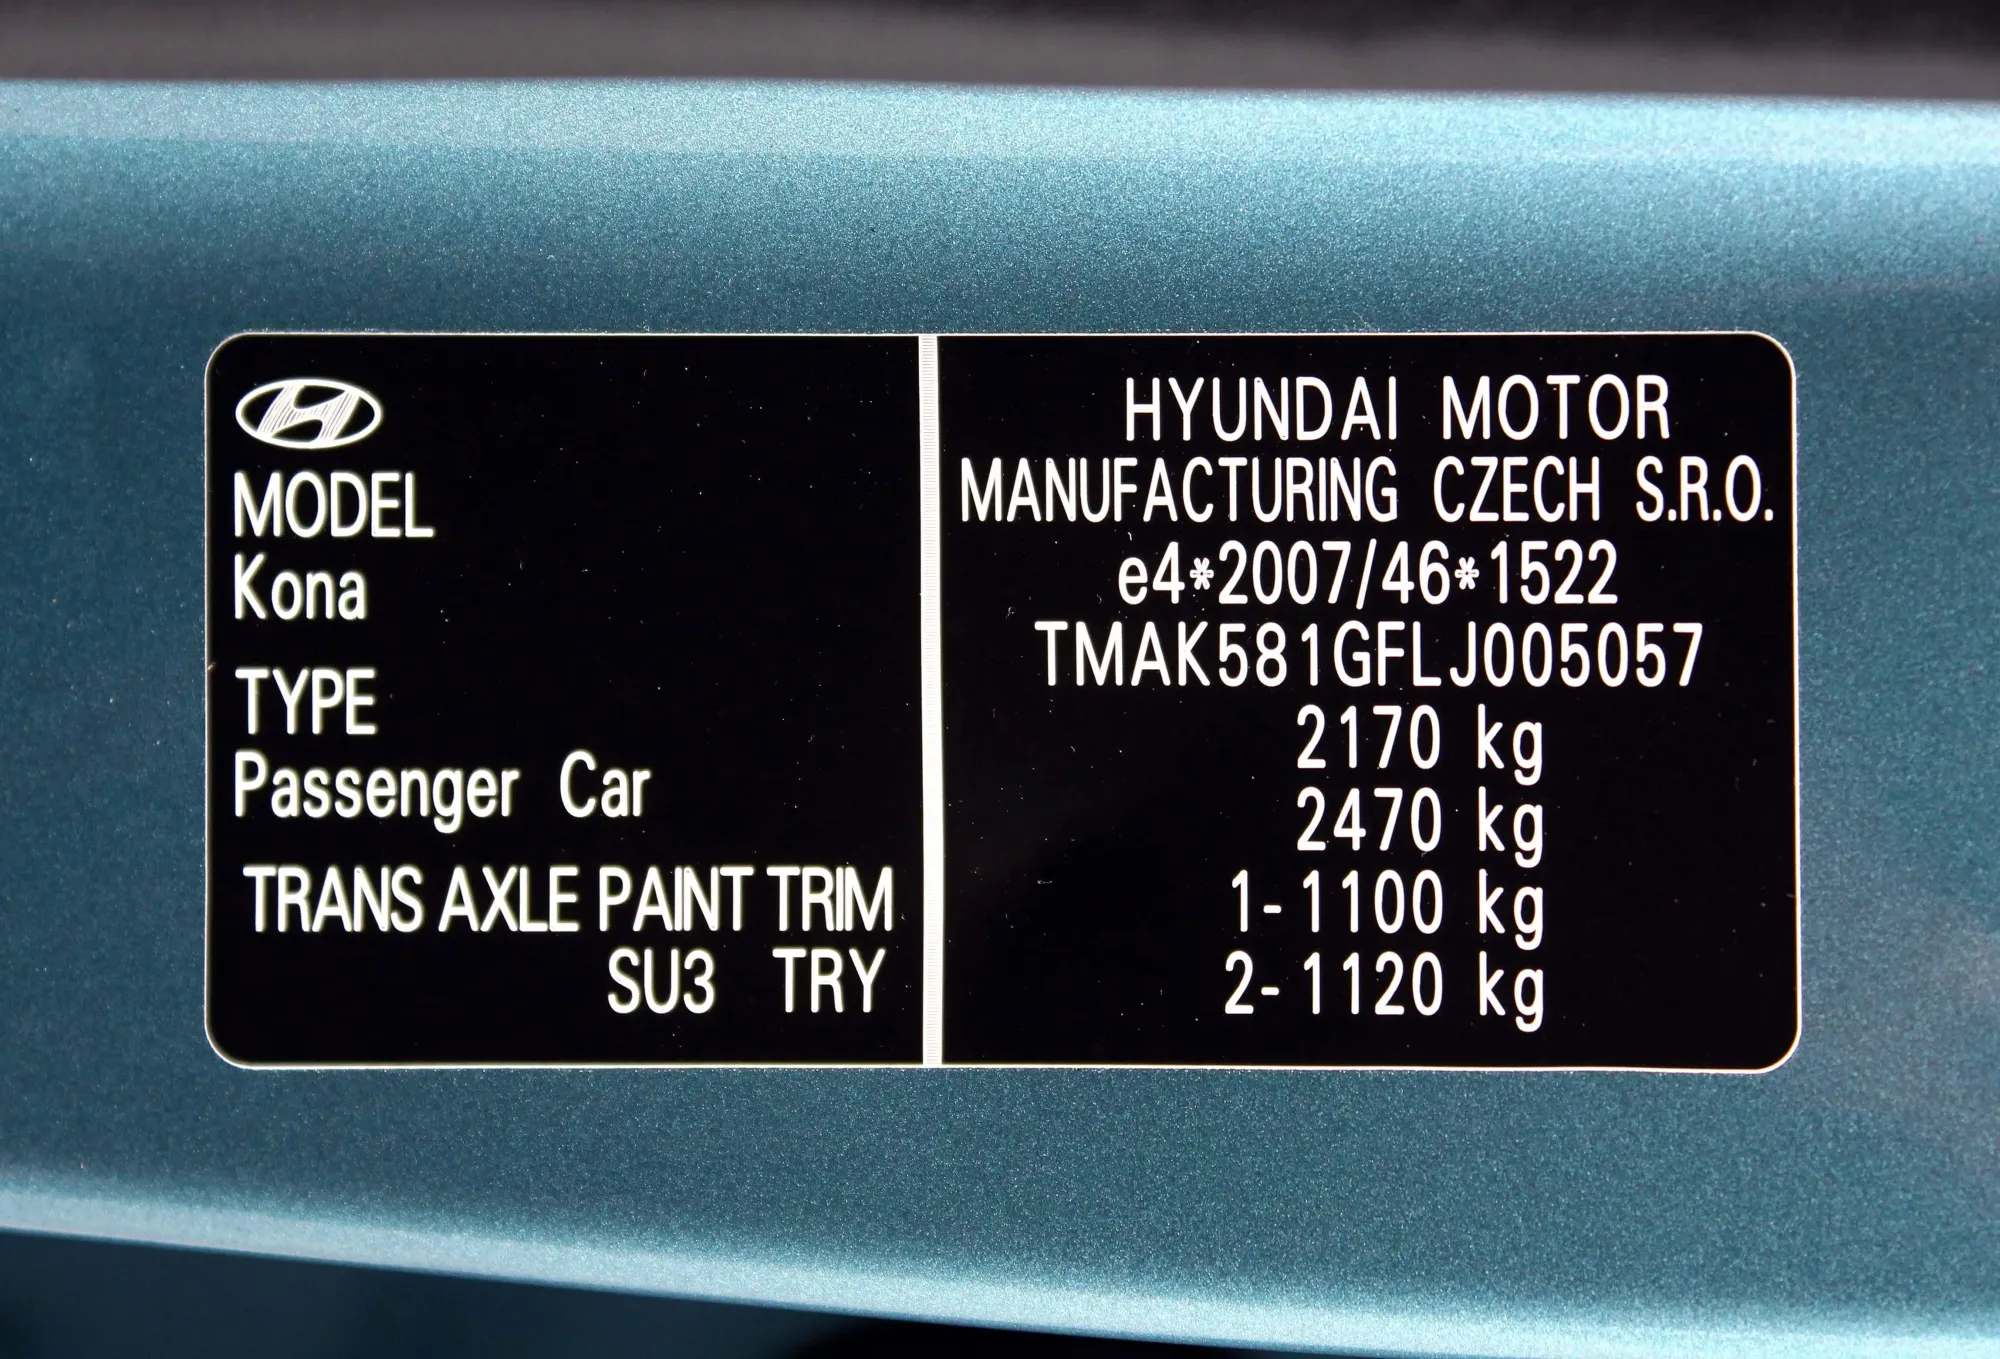 MODEL
Kona
TYPE
Passenger Car
TRANS AXLE PAINT TRIM
SU3 TRY
HYUNDAI MOTOR
MANUFACTURING CZECH S.R.O.
e4*2007/46*1522
TMAK581GFLJ005057
2170 kg
2470 kg
1-1100 kg
2-1120 kg